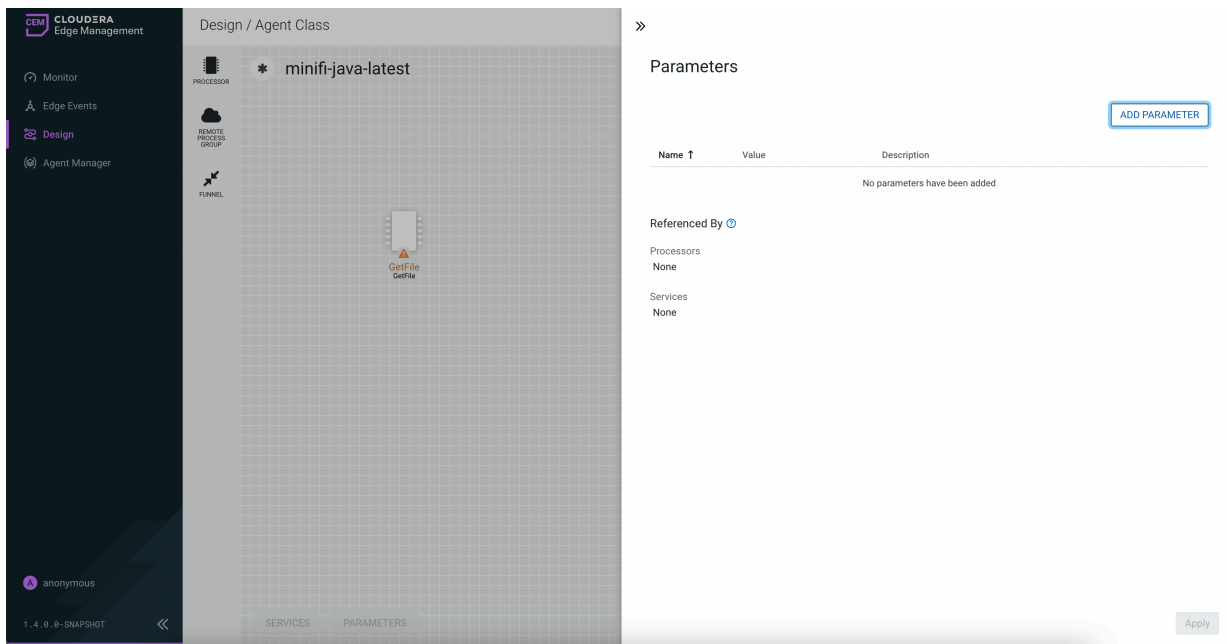 CEM CLOUDERA
Edge Management
Monitor
Edge Events
Design
Agent Manager
A anonymous
1.4.0.0-SNAPSHOT
Design / Agent Class
PROCESSOR
REMOTE
PROCESS
GROUP
FUNNEL
minifi-java-latest
GetFile
GetFile
SERVICES PARAMETERS
Parameters
ADD PARAMETER
Name ↑ Value Description
No parameters have been added
Referenced By ?
Processors
None
Services
None
Apply